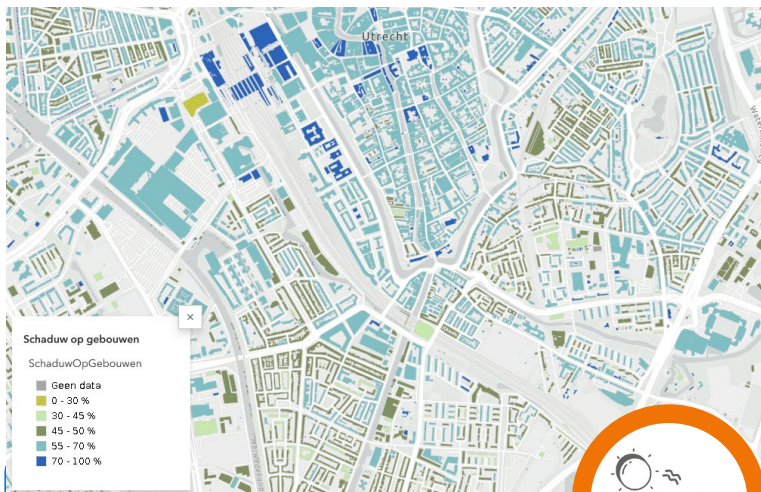 Utrecht
Schaduw op gebouwen
SchaduwOpGebouwen
Geen data
0 - 30 %
30 - 45 %
45 - 50 %
55 - 70 %
70 - 100 %